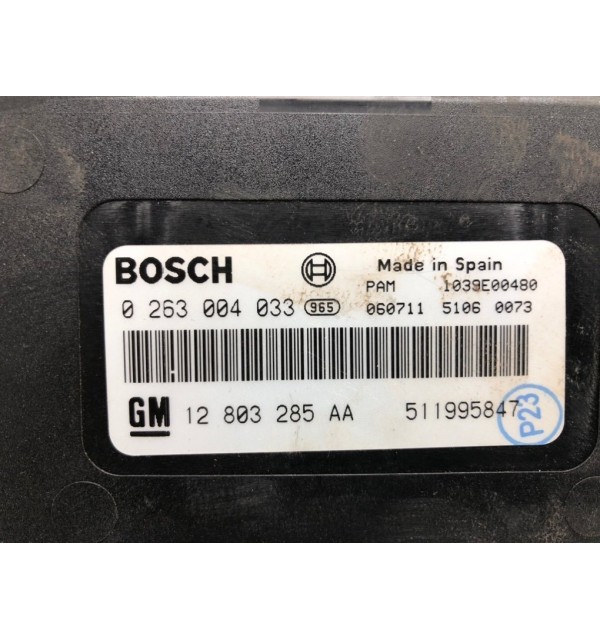 BOSCH Made in Spain
PAM 1039E00480
0 263 004 033 965 060711 5106 0073
GM 12 803 285 AA 511995847
P23